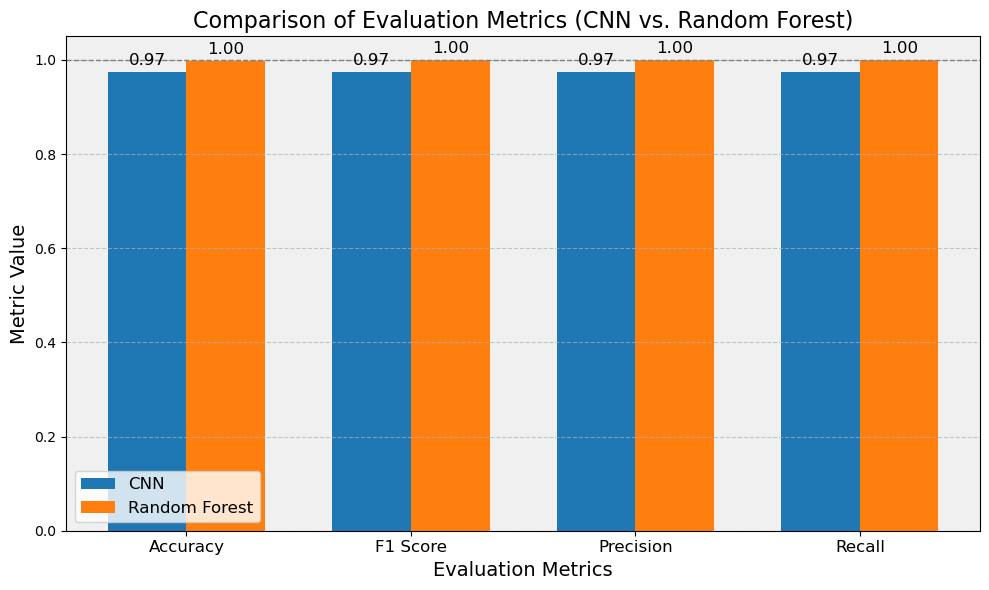 Comparison of Evaluation Metrics (CNN vs. Random Forest)
Metric Value
1.0
0.8
0.6
0.4
0.2
0.0
0.97
1.00
0.97
1.00
0.97
1.00
0.97
1.00
CNN
Random Forest
Accuracy
F1 Score
Precision
Recall
Evaluation Metrics